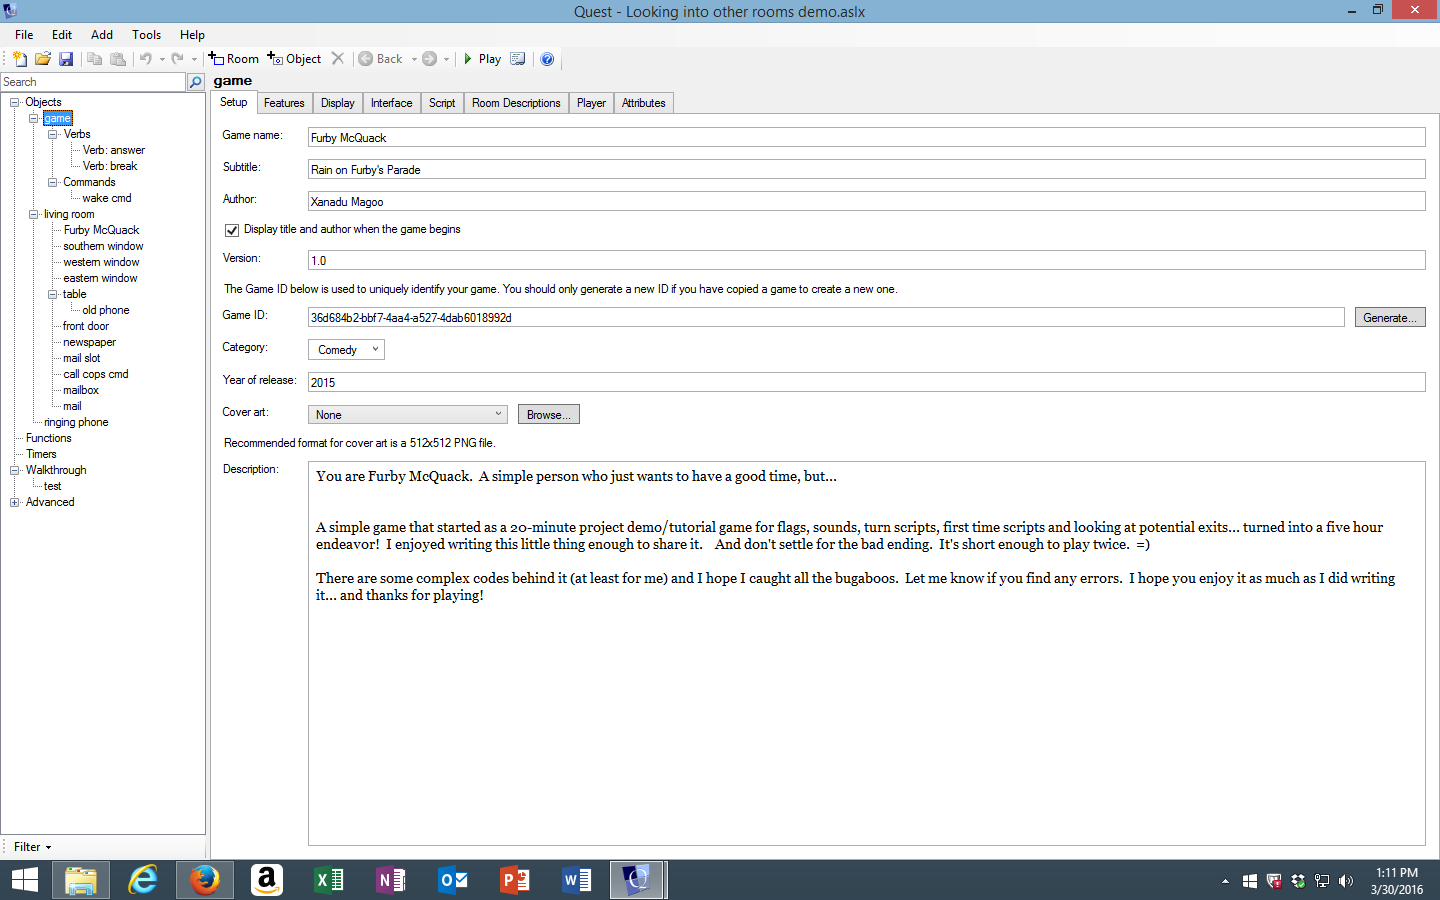 Quest - Looking into other rooms demo.aslx
File Edit Add Tools Help
Room Object Back Play
Search
Objects
game
Verbs
Verb: answer
Verb: break
Commands
wake cmd
living room
Furby McQuack
southern window
western window
eastern window
table
old phone
front door
newspaper
mail slot
call cops cmd
mailbox
mail
ringing phone
Functions
Timers
Walkthrough
test
Advanced
Filter
game
Setup Features Display Interface Script Room Descriptions Player Attributes
Game name: Furby McQuack
Subtitle: Rain on Furby's Parade
Author: Xanadu Magoo
Display title and author when the game begins
Version: 1.0
The Game ID below is used to uniquely identify your game. You should only generate a new ID if you have copied a game to create a new one.
Game ID: 36d684b2-bbf7-4aa4-a527-4dab6018992d Generate...
Category: Comedy
Year of release: 2015
Cover art: None Browse...
Recommended format for cover art is a 512x512 PNG file.
Description: You are Furby McQuack.  A simple person who just wants to have a good time, but...
A simple game that started as a 20-minute project demo/tutorial game for flags, sounds, turn scripts, first time scripts and looking at potential exits... turned into a five hour
endeavor!  I enjoyed writing this little thing enough to share it.    And don't settle for the bad ending.  It's short enough to play twice.  =)
There are some complex codes behind it (at least for me) and I hope I caught all the bugaboos.  Let me know if you find any errors.  I hope you enjoy it as much as I did writing
it... and thanks for playing!
1:11 PM
3/30/2016